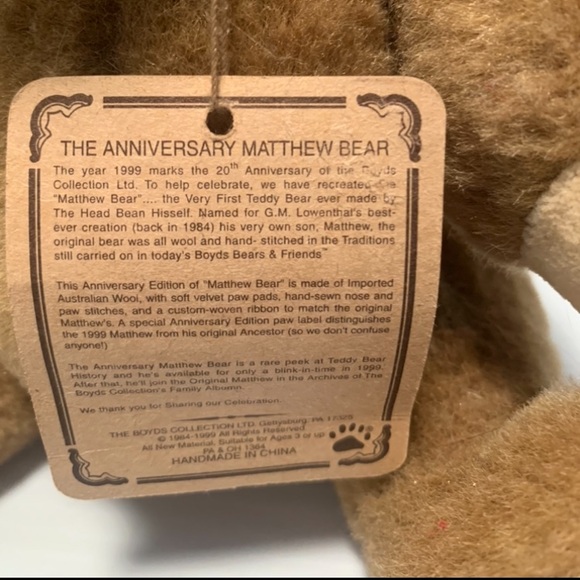 THE ANNIVERSARY MATTHEW BEAR
The year 1999 marks the 20th Anniversary of the Boyds
Collection Ltd. To help celebrate, we have recreated the
"Matthew Bear".... the Very First Teddy Bear ever made by
The Head Bean Hisself. Named for G.M. Lowenthal's best-
ever creation (back in 1984) his very own son, Matthew, the
original bear was all wool and hand- stitched in the Traditions
still carried on in today's Boyds Bears & Friends™
This Anniversary Edition of "Matthew Bear" is made of Imported
Australian Wool, with soft velvet paw pads, hand-sewn nose and
paw stitches, and a custom-woven ribbon to match the original
Matthew's. A special Anniversary Edition paw label distinguishes
the 1999 Matthew from his original Ancestor (so we don't confuse
anyone!)
The Anniversary Matthew Bear is a rare peek at Teddy Bear
History and he's available for only a blink-in-time in 1999.
After that, he'll join the Original Matthew in the Archives of The
Boyds Collection's Family Albumn.
We thank you for Sharing our Celebration.
THE BOYDS COLLECTION LTD. Gettysburg, PA 17325
© 1984-1999 All Rights Reserved
All New Material, Suitable for Ages 3 or up
PA & OH 1364
HANDMADE IN CHINA